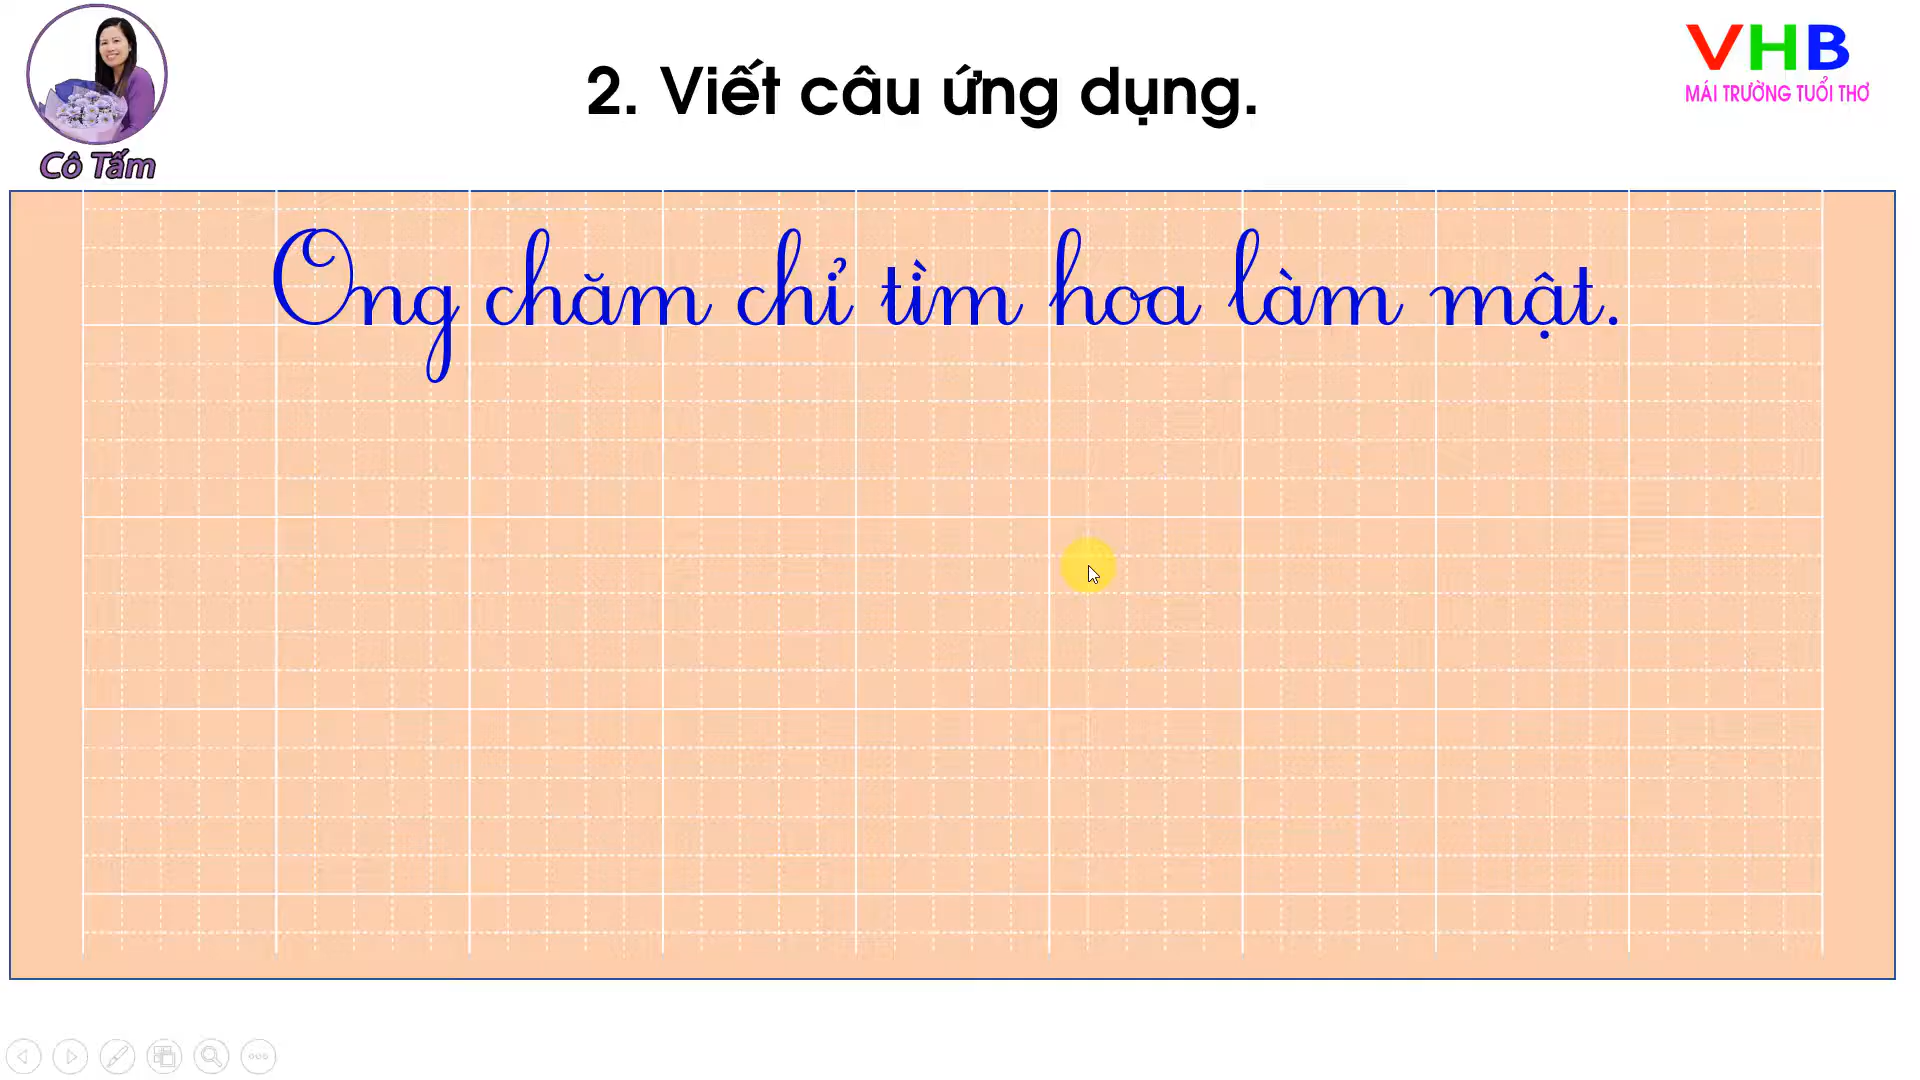 2. Viết câu ứng dụng.
VHB
MÁI TRƯỜNG TUỔI THƠ
Cô Tấm
Ong chăm chỉ tìm hoa làm mật.